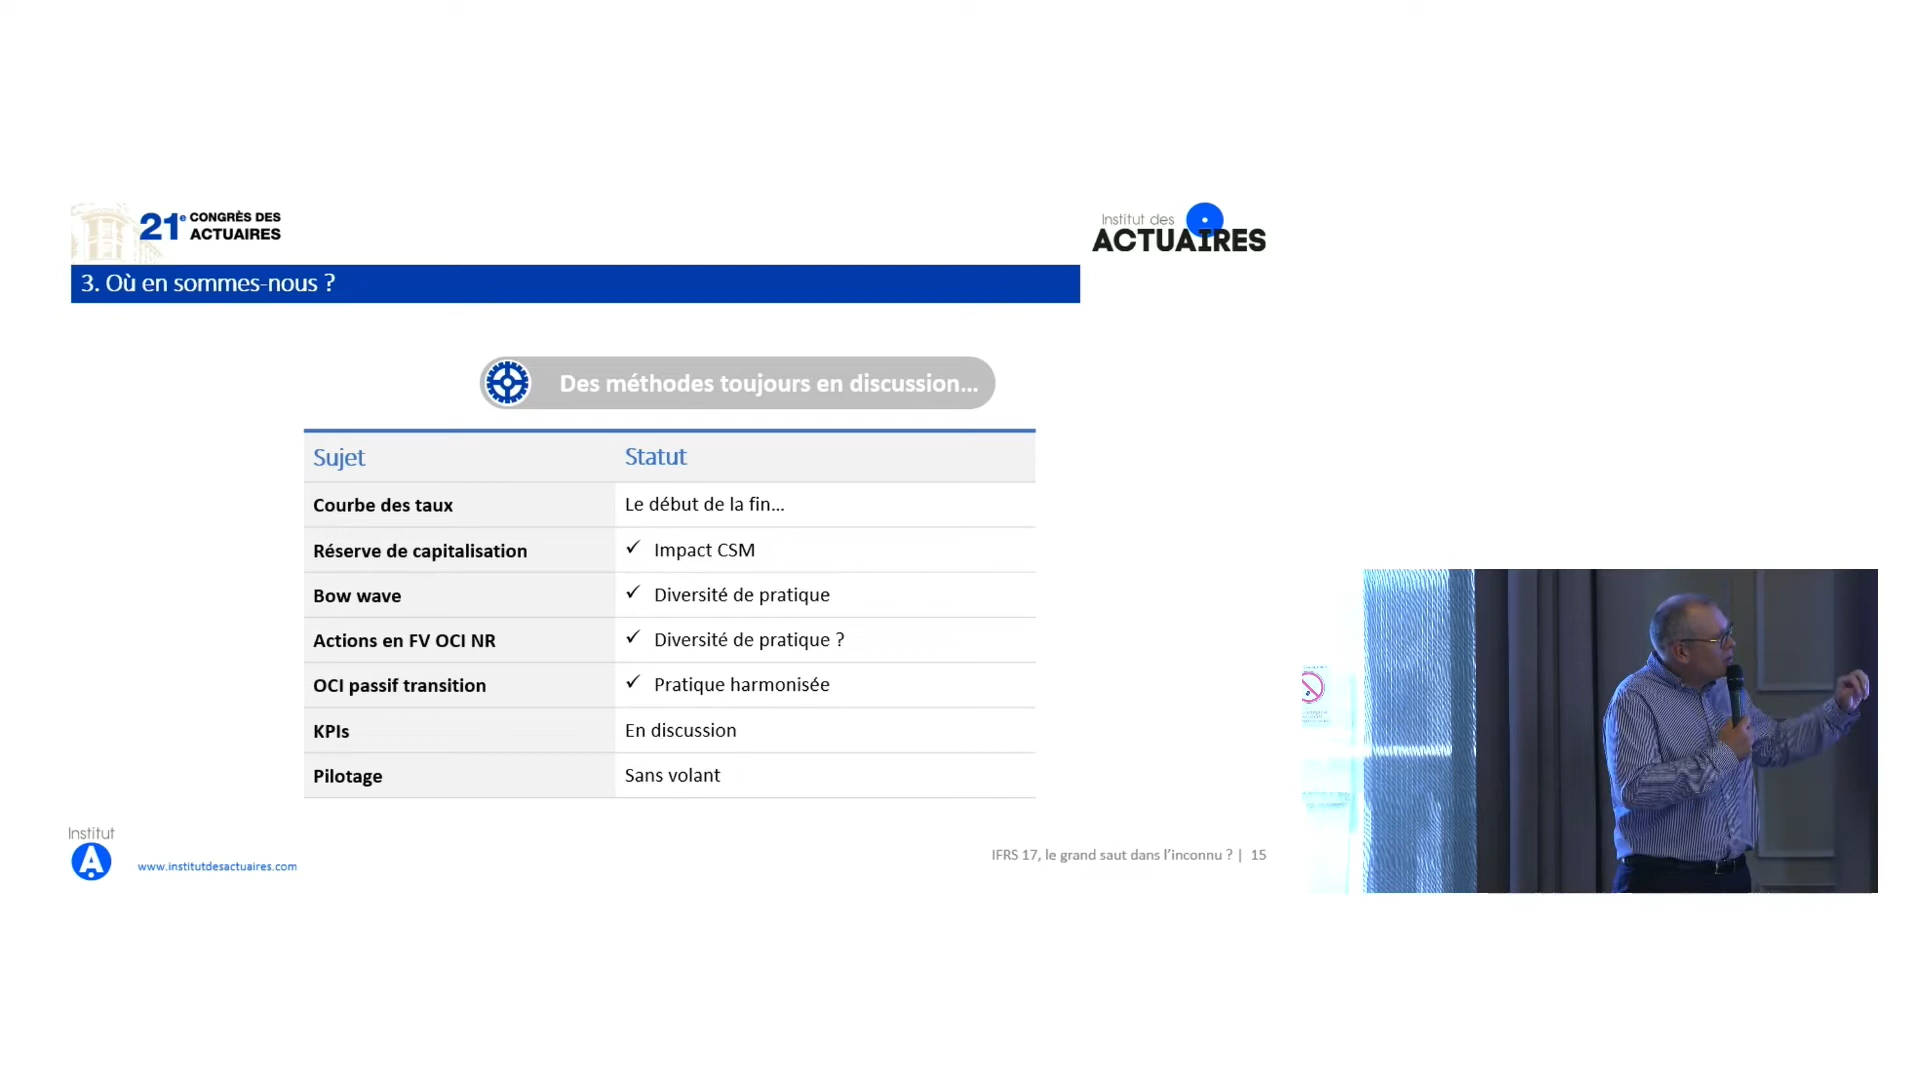 21e CONGRÈS DES
ACTUAIRES
Institut des
ACTUAIRES
3. Où en sommes-nous ?
Des méthodes toujours en discussion...
Sujet Statut
Courbe des taux Le début de la fin...
Réserve de capitalisation ✓ Impact CSM
Bow wave ✓ Diversité de pratique
Actions en FV OCI NR ✓ Diversité de pratique ?
OCI passif transition ✓ Pratique harmonisée
KPIs En discussion
Pilotage Sans volant
Institut
A
www.institutdesactuaires.com
IFRS 17, le grand saut dans l’inconnu ? | 15